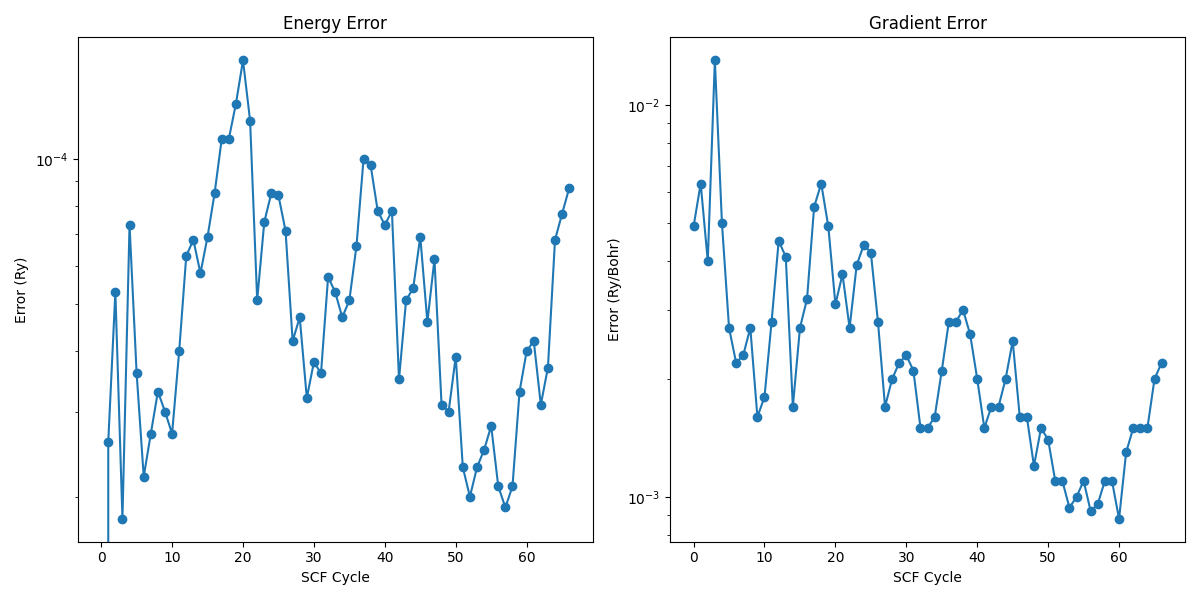 Energy Error
Error (Ry)
10⁻⁴
0 10 20 30 40 50 60
SCF Cycle
Gradient Error
Error (Ry/Bohr)
10⁻²
10⁻³
0 10 20 30 40 50 60
SCF Cycle